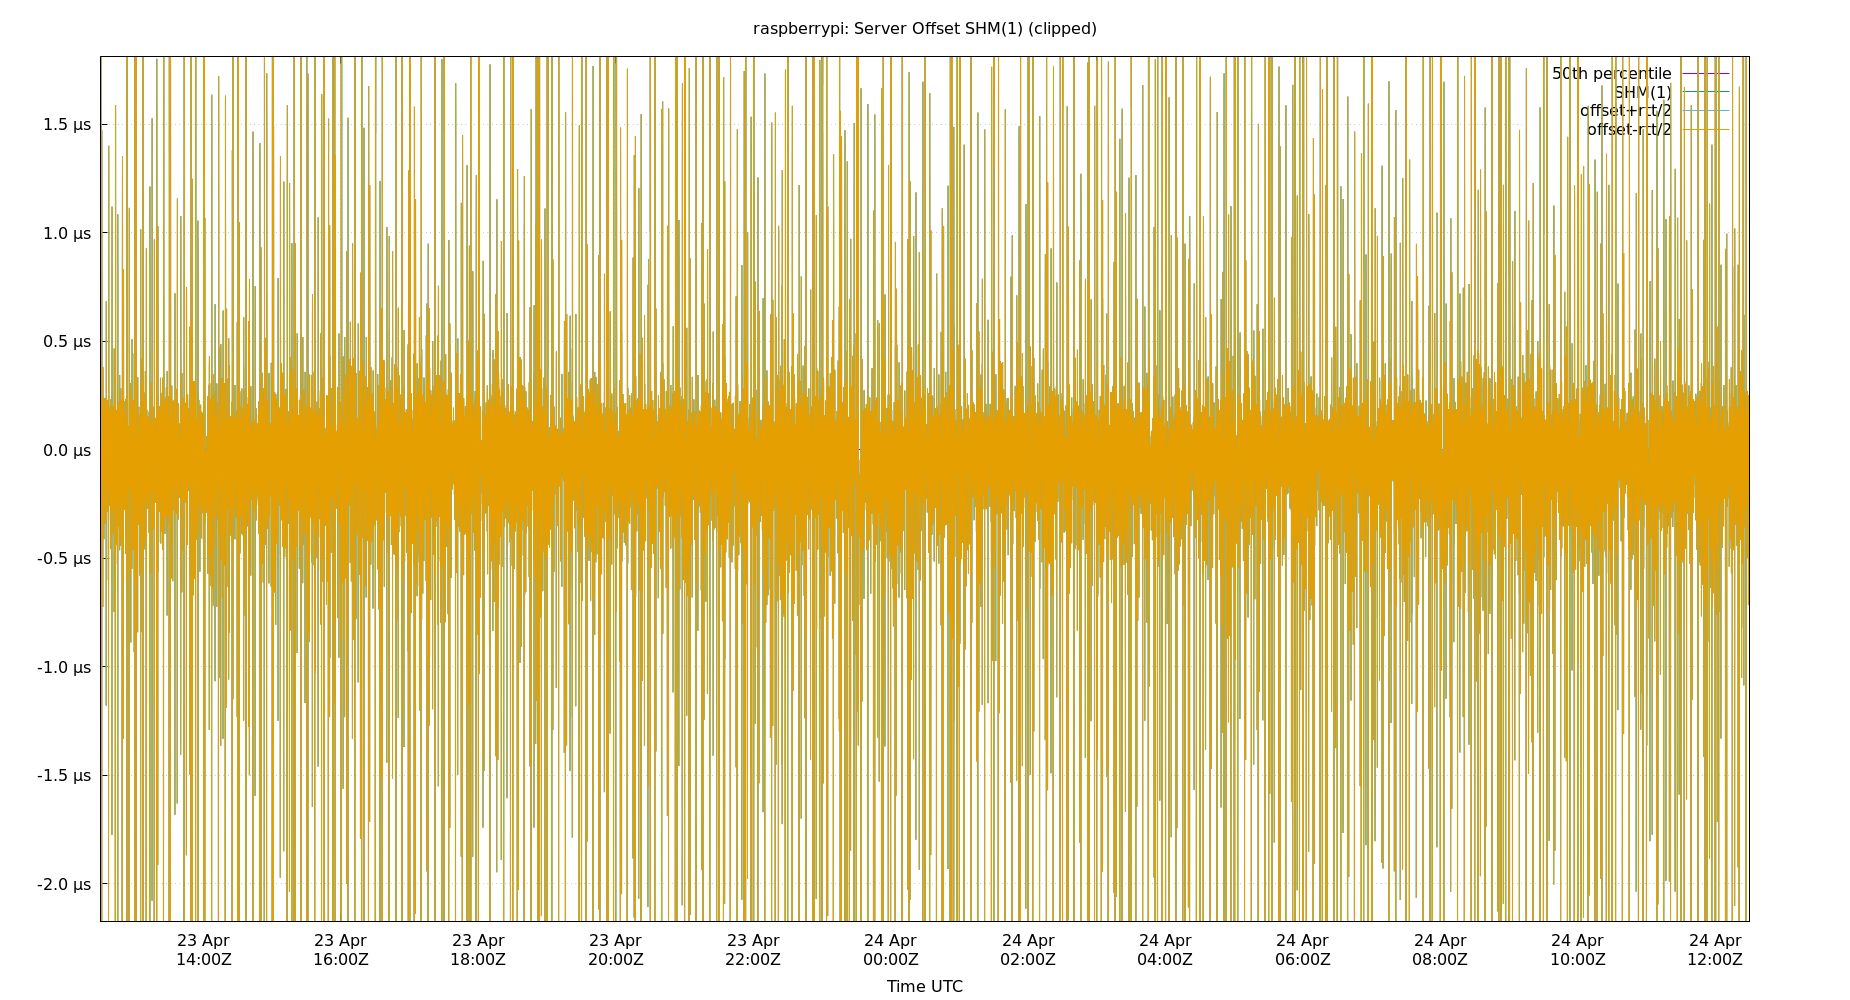 raspberrypi: Server Offset SHM(1) (clipped)
50th percentile
SHM(1)
offset+rtt/2
offset-rtt/2
1.5 µs
1.0 µs
0.5 µs
0.0 µs
-0.5 µs
-1.0 µs
-1.5 µs
-2.0 µs
23 Apr 23 Apr 23 Apr 23 Apr 23 Apr 24 Apr 24 Apr 24 Apr 24 Apr 24 Apr 24 Apr 24 Apr
14:00Z 16:00Z 18:00Z 20:00Z 22:00Z 00:00Z 02:00Z 04:00Z 06:00Z 08:00Z 10:00Z 12:00Z
Time UTC